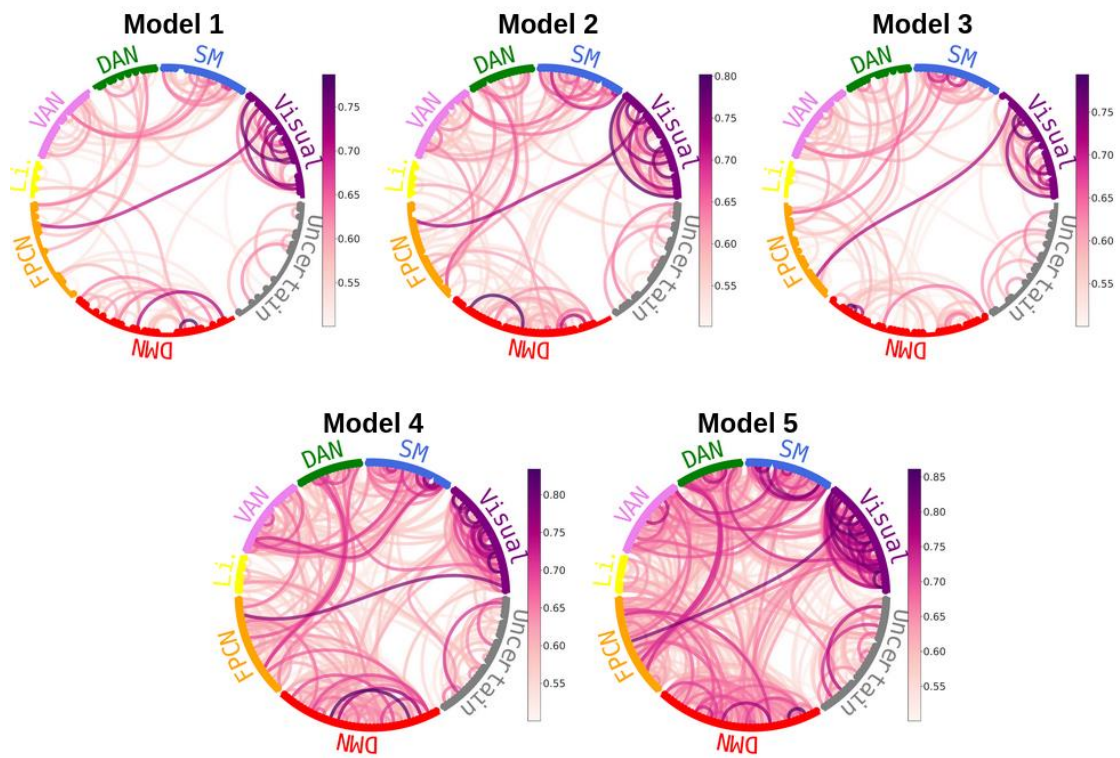 Model 1
DAN
SM
VAN
Visual
Li.
FPCN
Uncertain
DMN
0.75
0.70
0.65
0.60
0.55
Model 2
DAN
SM
VAN
Visual
Li.
FPCN
Uncertain
DMN
0.80
0.75
0.70
0.65
0.60
0.55
Model 3
DAN
SM
VAN
Visual
Li.
FPCN
Uncertain
DMN
0.75
0.70
0.65
0.60
0.55
Model 4
DAN
SM
VAN
Visual
Li.
FPCN
Uncertain
DMN
0.80
0.75
0.70
0.65
0.60
0.55
Model 5
DAN
SM
VAN
Visual
Li.
FPCN
Uncertain
DMN
0.85
0.80
0.75
0.70
0.65
0.60
0.55